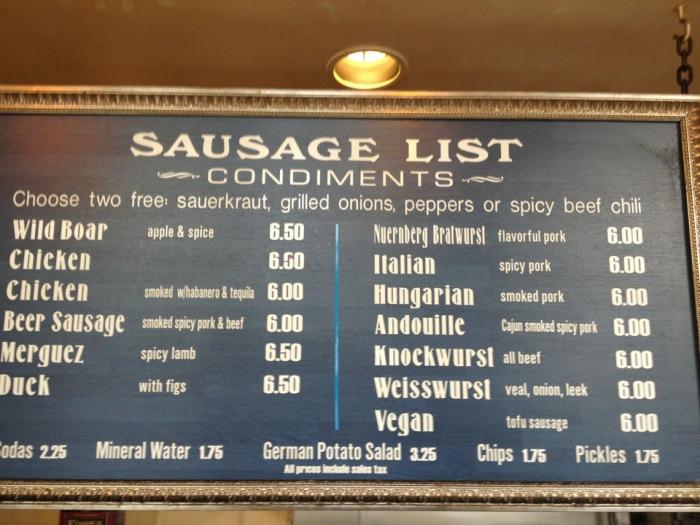 SAUSAGE LIST
CONDIMENTS
Choose two free: sauerkraut, grilled onions, peppers or spicy beef chili
Wild Boar apple & spice 6.50
Chicken
Chicken smoked w/habanero & tequila 6.00
Beer Sausage smoked spicy pork & beef 6.00
Merguez spicy lamb 6.50
Duck with figs 6.50
Nuernberg Bratwurst flavorful pork 6.00
Italian spicy pork 6.00
Hungarian smoked pork 6.00
Andouille Cajun smoked spicy pork 6.00
Knockwurst all beef 6.00
Weisswurst veal, onion, leek 6.00
Vegan tofu sausage 6.00
odas 2.25 Mineral Water 1.75 German Potato Salad 3.25 Chips 1.75 Pickles 1.75
All prices include sales tax